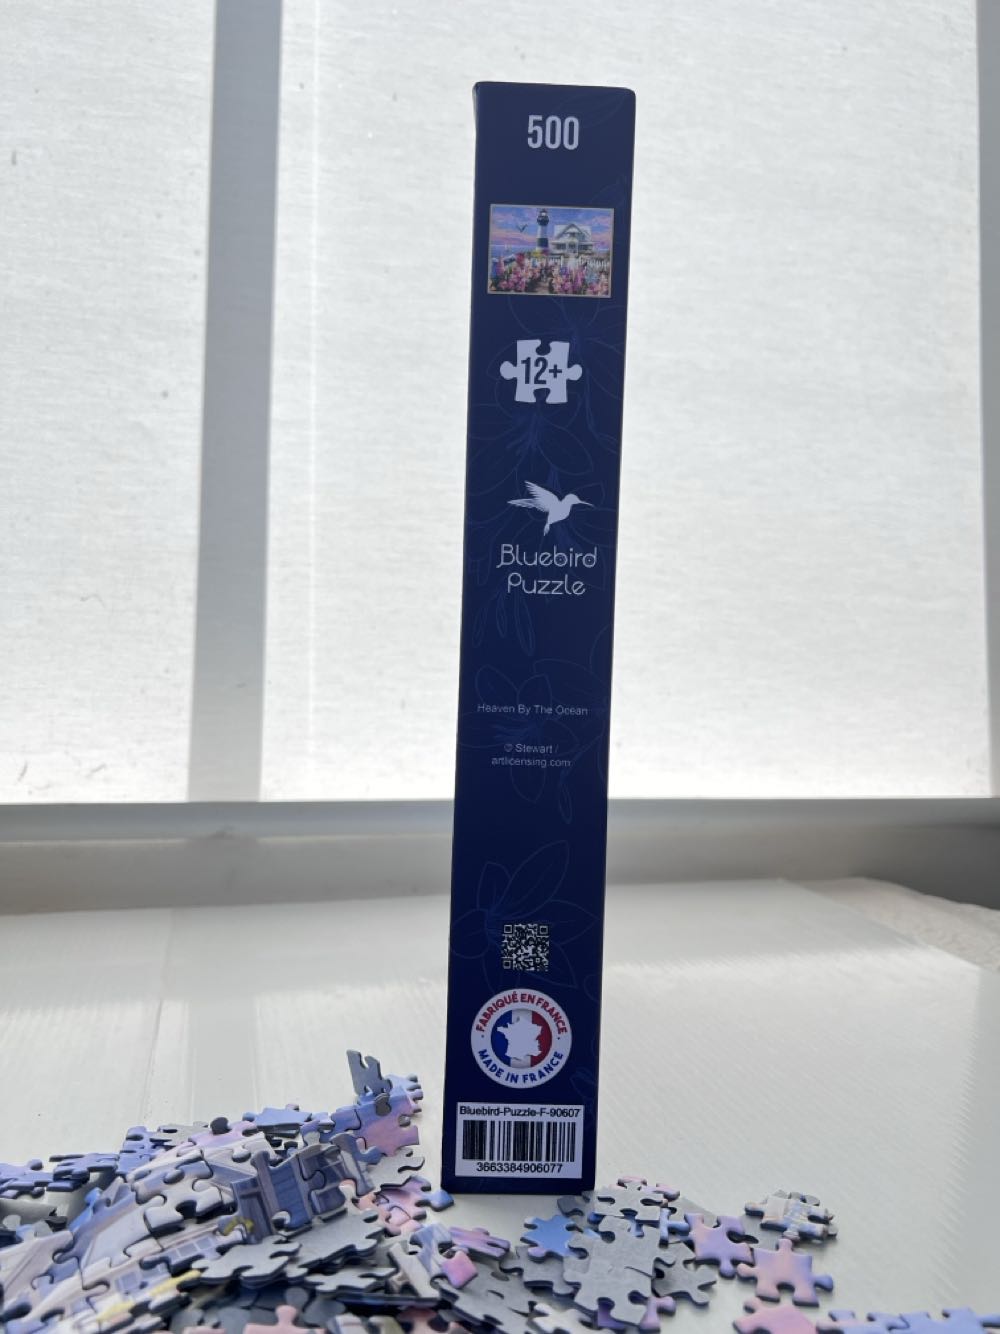 500
12+
Bluebird
Puzzle
Heaven By The Ocean
© Stewart /
artlicensing.com
FABRIQUÉ EN FRANCE
MADE IN FRANCE
Bluebird-Puzzle-F-90607
3663384906077